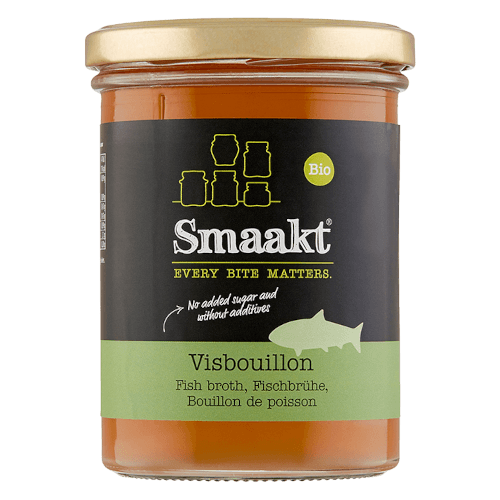 Bio
Smaakt®
EVERY BITE MATTERS.
No added sugar and
without additives
Visbouillon
Fish broth, Fischbrühe,
Bouillon de poisson